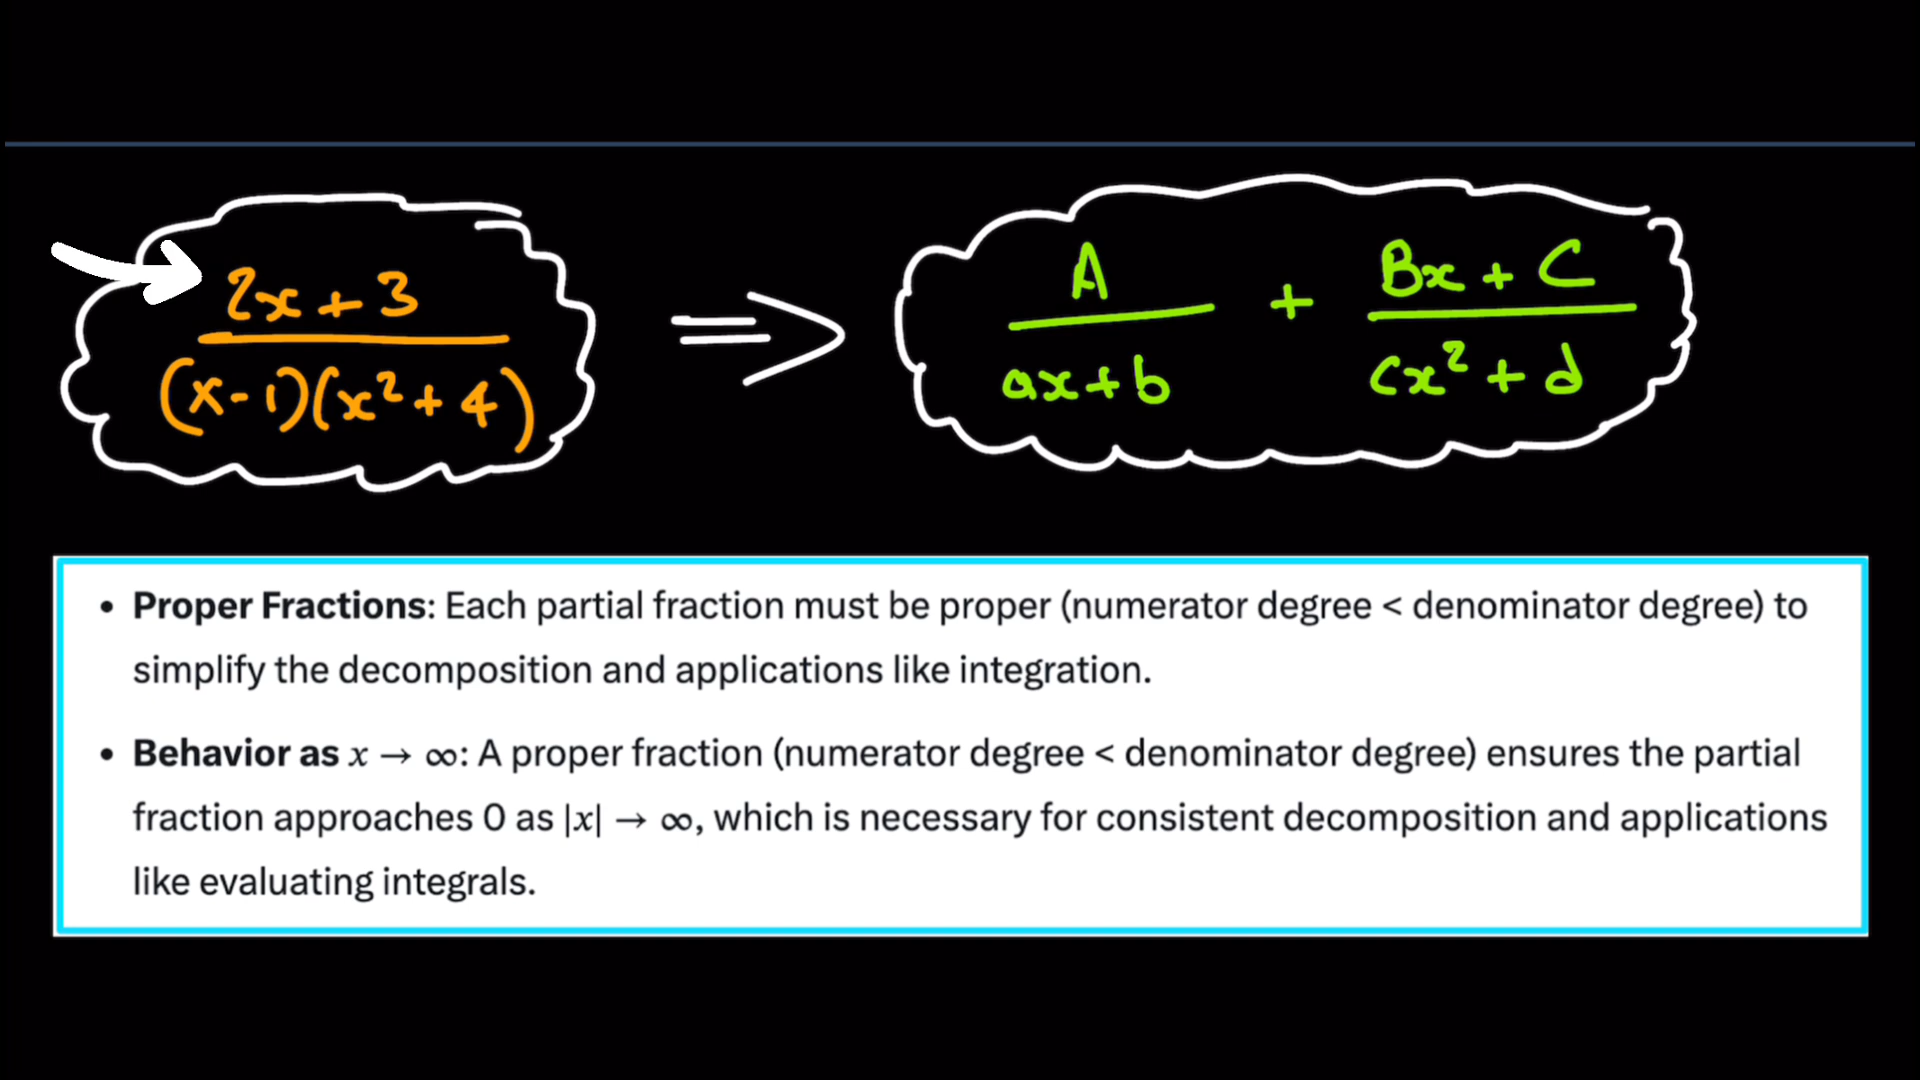 2x + 3 / (x-1)(x² + 4) => A / ax + b + Bx + C / cx² + d
• Proper Fractions: Each partial fraction must be proper (numerator degree < denominator degree) to
simplify the decomposition and applications like integration.
• Behavior as x → ∞: A proper fraction (numerator degree < denominator degree) ensures the partial
fraction approaches 0 as |x| → ∞, which is necessary for consistent decomposition and applications
like evaluating integrals.